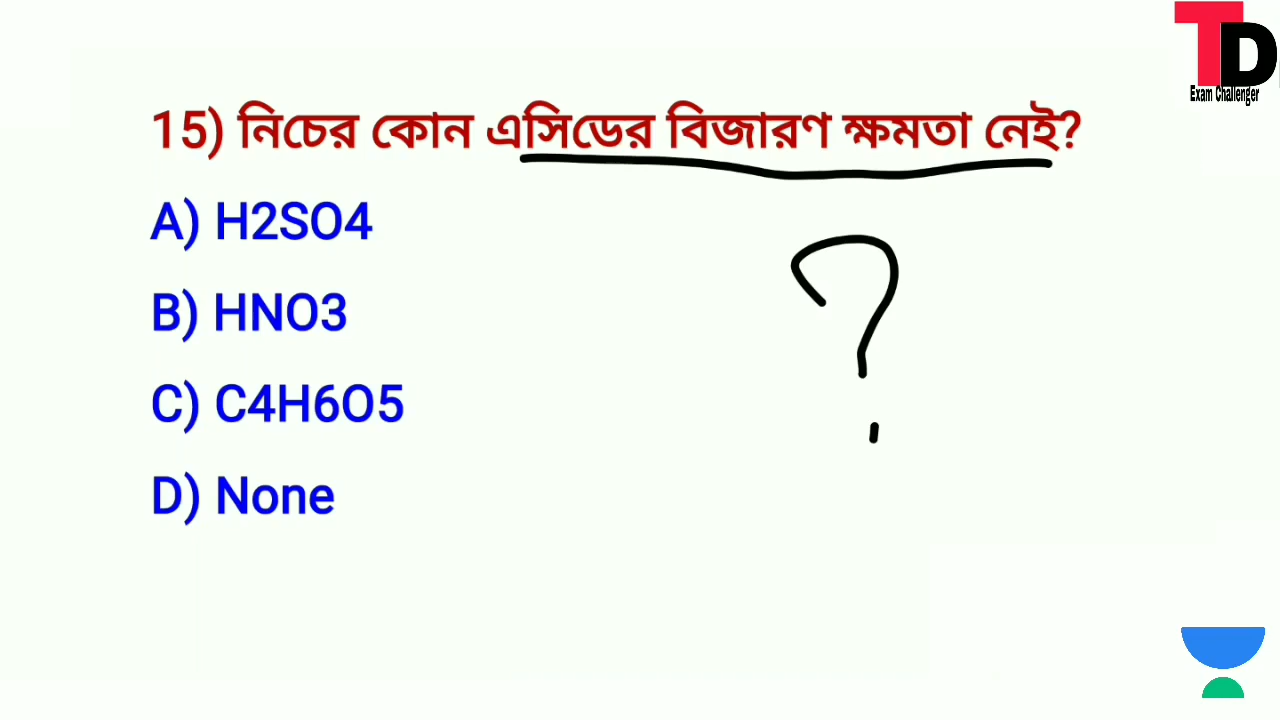 TD
Exam Challenger
15) নিচের কোন এসিডের বিজারণ ক্ষমতা নেই?
A) H2SO4
B) HNO3
C) C4H6O5
D) None
?